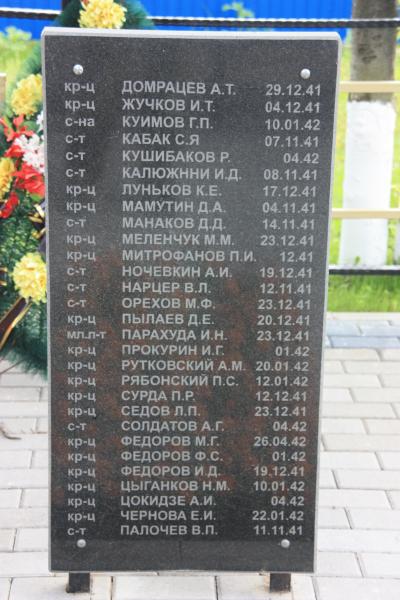 кр-ц ДОМРАЦЕВ А.Т. 29.12.41
кр-ц ЖУЧКОВ И.Т. 04.12.41
с-на КУИМОВ Г.П. 10.01.42
с-т КАБАК С.Я 07.11.41
с-т КУШИБАКОВ Р. 04.42
с-т КАЛЮЖННИ И.Д. 08.11.41
кр-ц ЛУНЬКОВ К.Е. 17.12.41
кр-ц МАМУТИН Д.А. 04.11.41
с-т МАНАКОВ Д.Д. 14.11.41
кр-ц МЕЛЕНЧУК М.М. 23.12.41
кр-ц МИТРОФАНОВ П.И. 12.41
с-т НОЧЕВКИН А.И. 19.12.41
с-т НАРЦЕР В.Л. 12.11.41
с-т ОРЕХОВ М.Ф. 23.12.41
кр-ц ПЫЛАЕВ Д.Е. 20.12.41
мл.л-т ПАРАХУДА И.Н. 23.12.41
кр-ц ПРОКУРИН И.Г. 01.42
кр-ц РУТКОВСКИЙ А.М. 20.01.42
кр-ц РЯБОНСКИЙ П.С. 12.01.42
кр-ц СУРДА П.Р. 12.12.41
кр-ц СЕДОВ Л.П. 23.12.41
с-т СОЛДАТОВ А.Г. 04.42
кр-ц ФЕДОРОВ М.Г. 26.04.42
кр-ц ФЕДОРОВ Ф.С. 01.42
кр-ц ФЕДОРОВ И.Д. 19.12.41
кр-ц ЦЫГАНКОВ Н.М. 10.01.42
кр-ц ЦОКИДЗЕ А.И. 04.42
кр-ц ЧЕРНОВА Е.И. 22.01.42
с-т ПАЛОЧЕВ В.П. 11.11.41